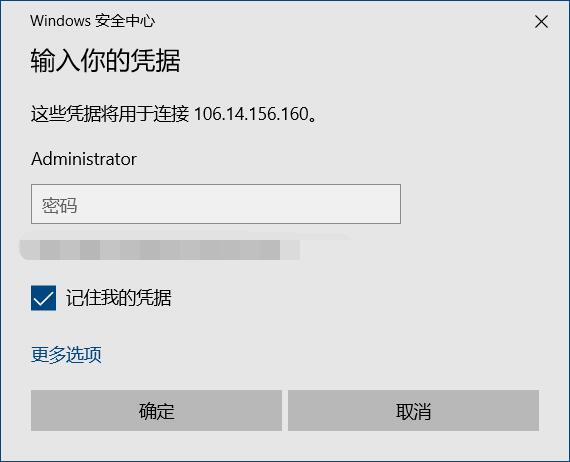 Windows 安全中心
输入你的凭据
这些凭据将用于连接 106.14.156.160。
Administrator
密码
记住我的凭据
更多选项
确定
取消